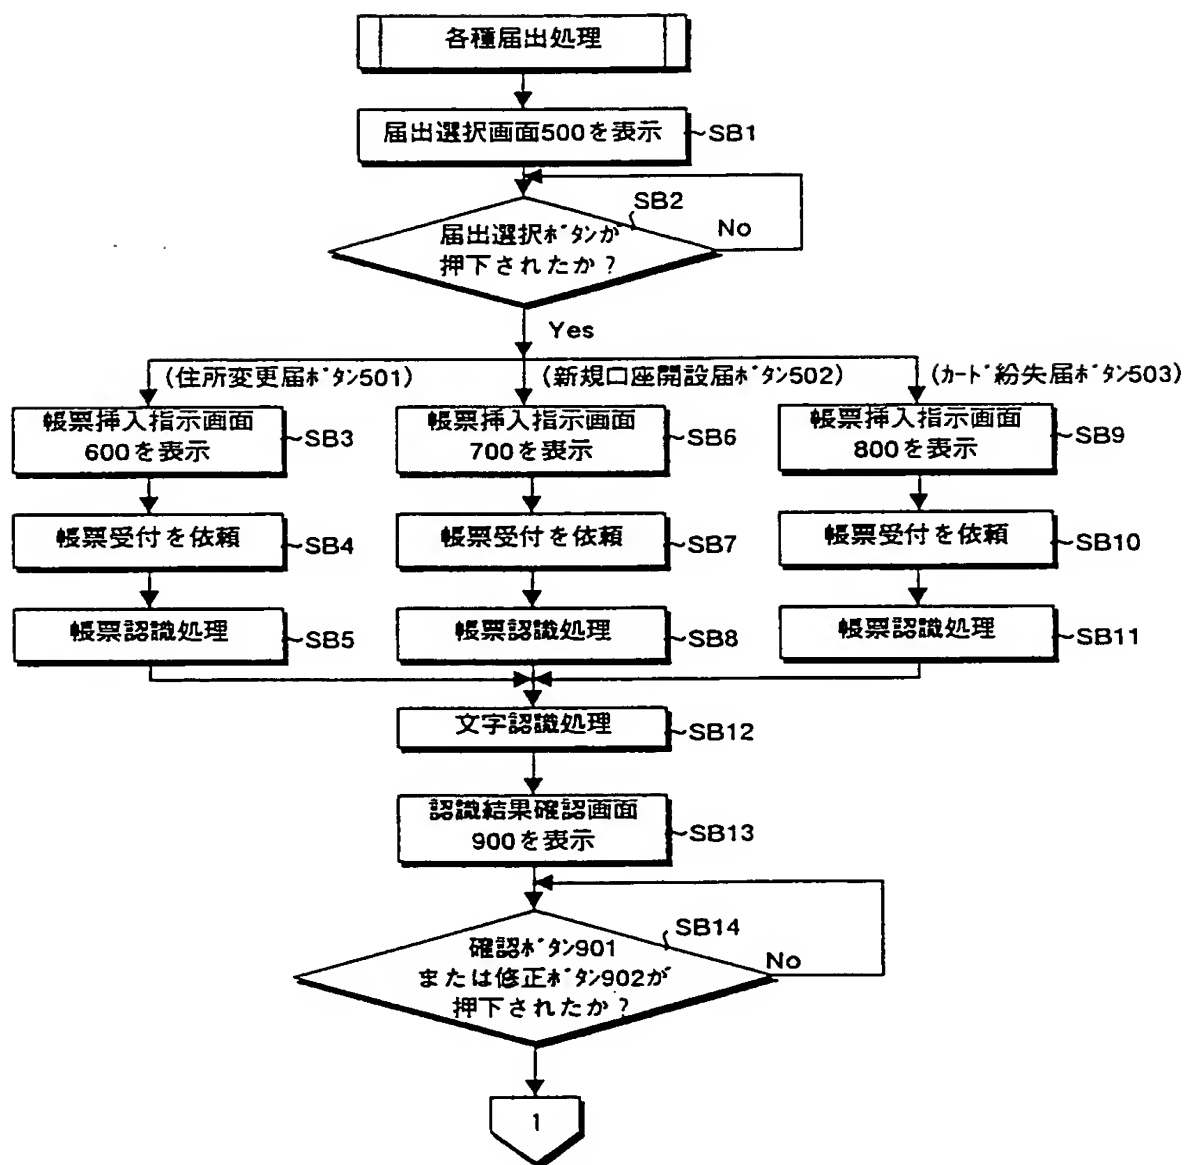 各種届出処理
届出選択画面500を表示
SB1
SB2
届出選択ボタンが
押下されたか?
No
Yes
(住所変更届ボタン501)
(新規口座開設届ボタン502)
(カード紛失届ボタン503)
帳票挿入指示画面
600を表示
SB3
帳票挿入指示画面
700を表示
SB6
帳票挿入指示画面
800を表示
SB9
帳票受付を依頼
SB4
帳票受付を依頼
SB7
帳票受付を依頼
SB10
帳票認識処理
SB5
帳票認識処理
SB8
帳票認識処理
SB11
文字認識処理
SB12
認識結果確認画面
900を表示
SB13
SB14
確認ボタン901
または修正ボタン902が
押下されたか?
No
1